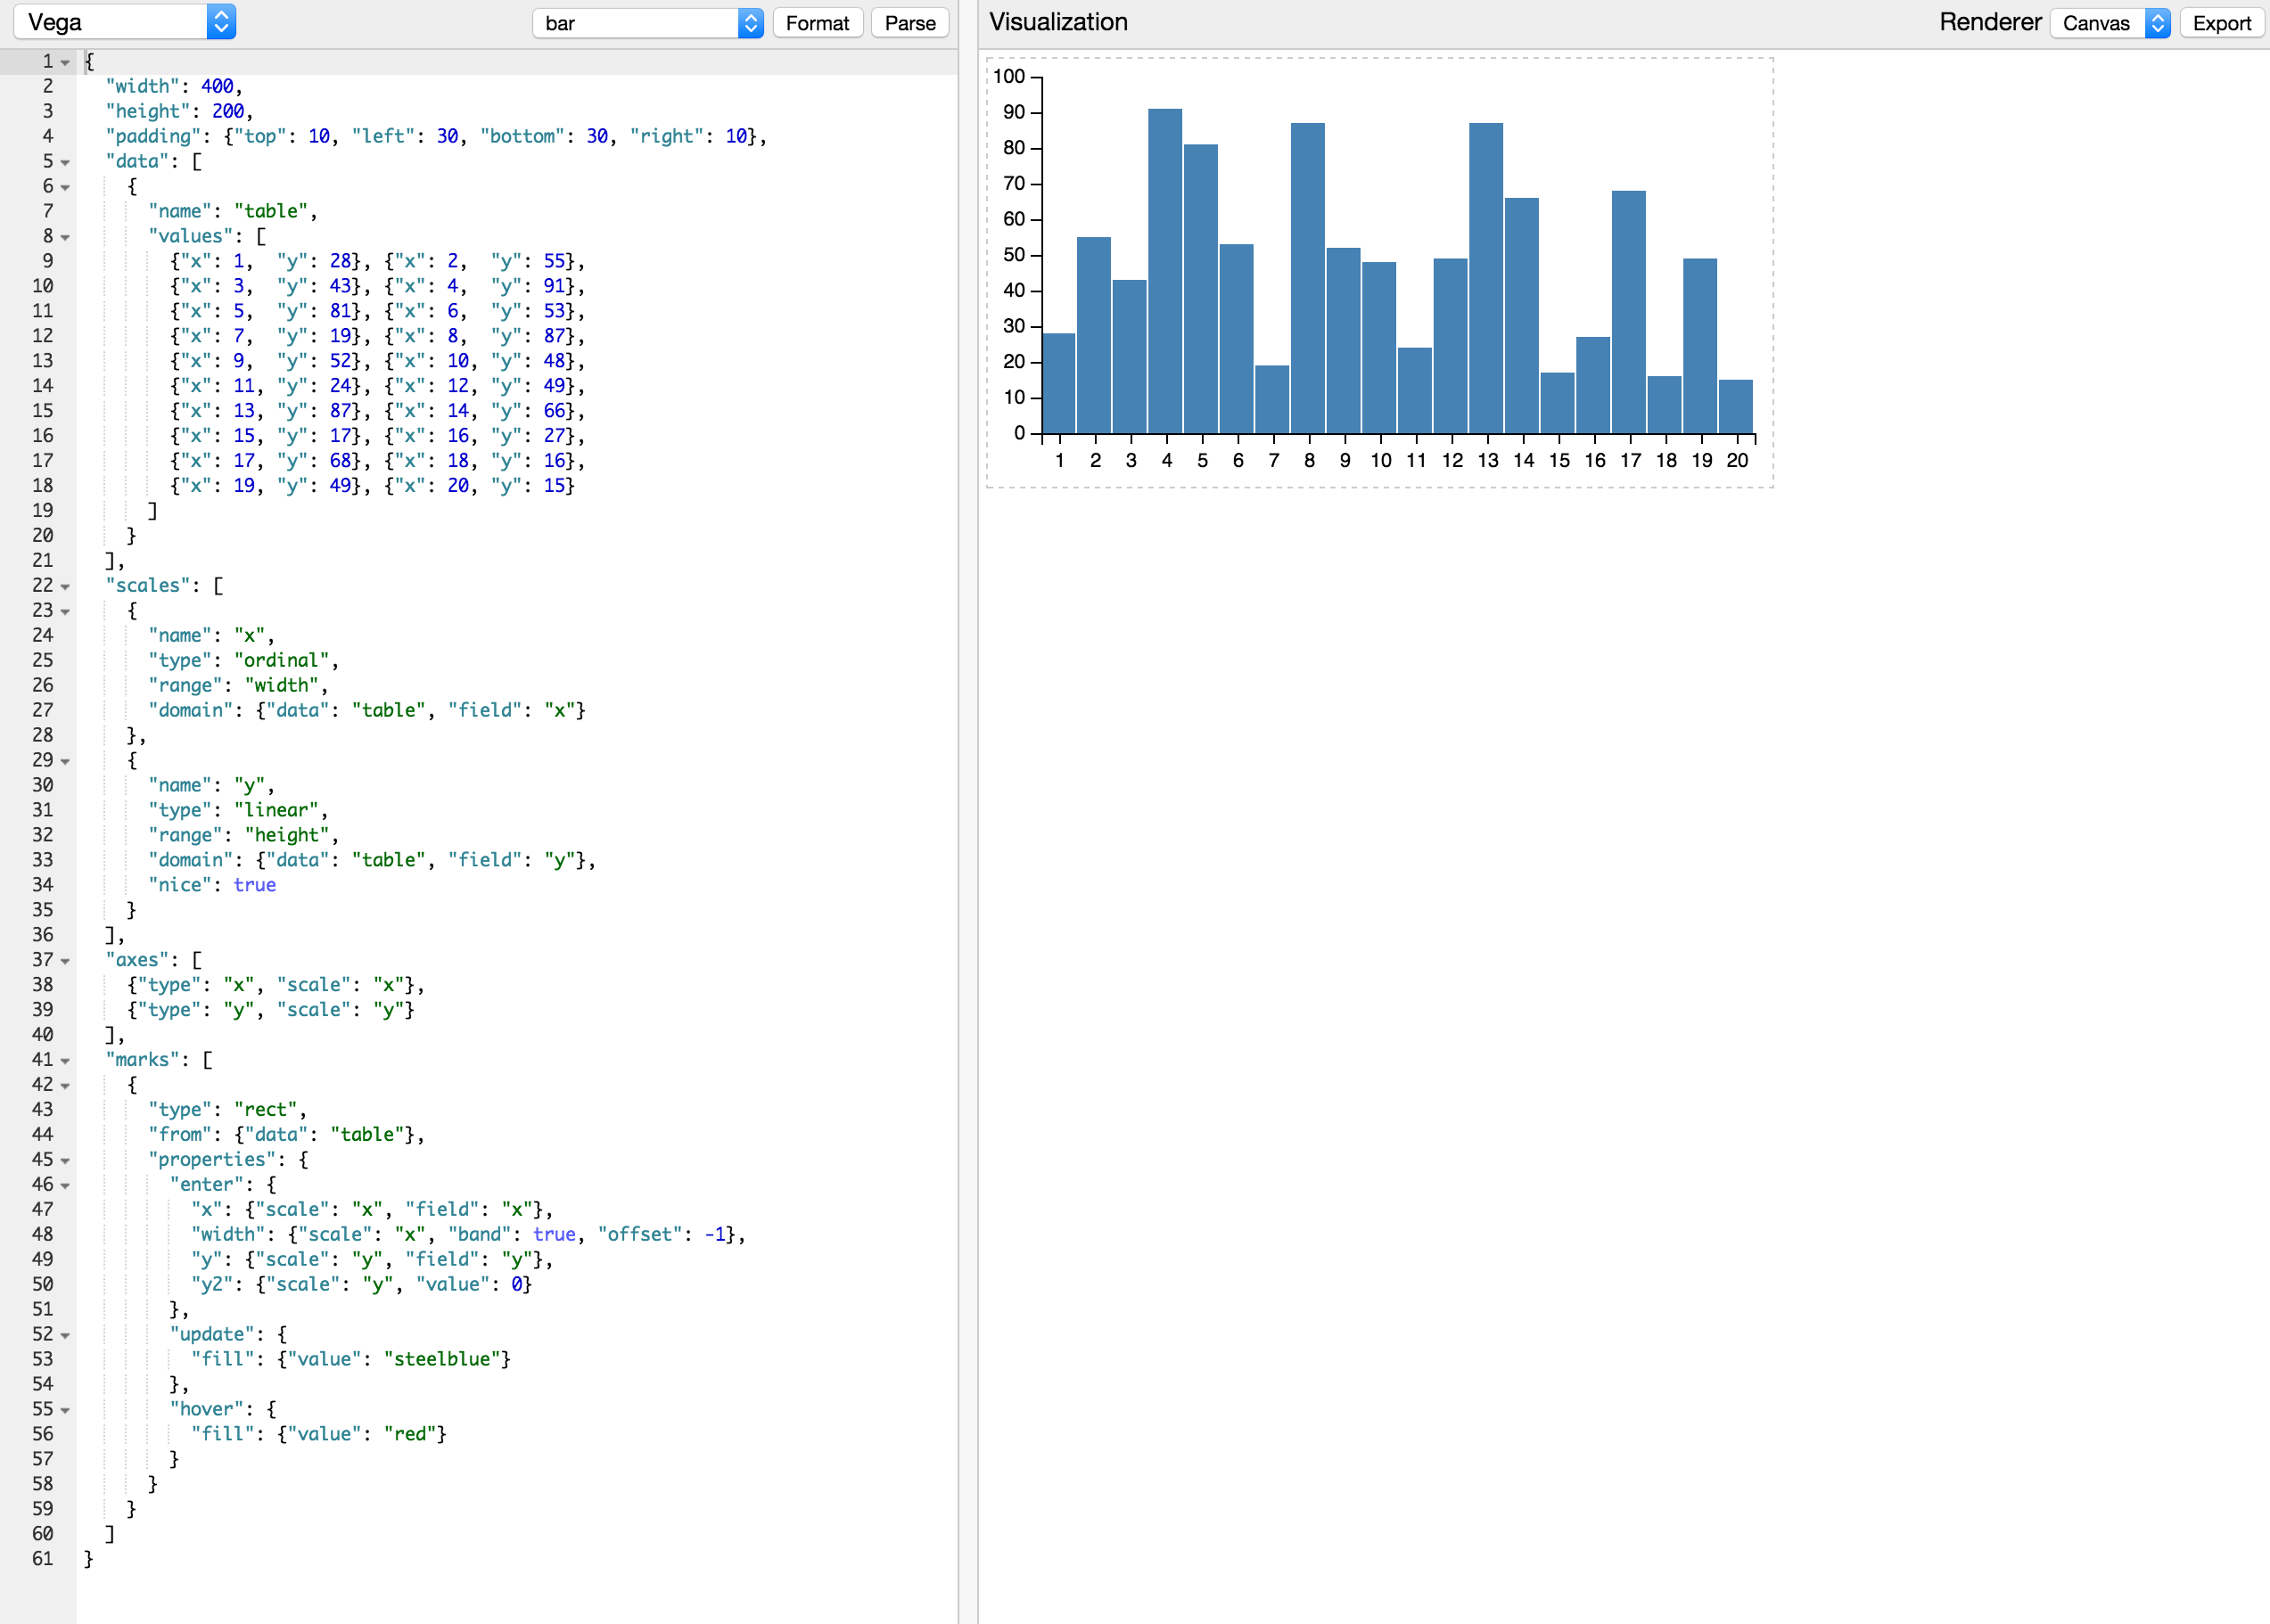 Vega
bar
Format
Parse
1 {
2   "width": 400,
3   "height": 200,
4   "padding": {"top": 10, "left": 30, "bottom": 30, "right": 10},
5   "data": [
6     {
7       "name": "table",
8       "values": [
9         {"x": 1,  "y": 28}, {"x": 2,  "y": 55},
10         {"x": 3,  "y": 43}, {"x": 4,  "y": 91},
11         {"x": 5,  "y": 81}, {"x": 6,  "y": 53},
12         {"x": 7,  "y": 19}, {"x": 8,  "y": 87},
13         {"x": 9,  "y": 52}, {"x": 10, "y": 48},
14         {"x": 11, "y": 24}, {"x": 12, "y": 49},
15         {"x": 13, "y": 87}, {"x": 14, "y": 66},
16         {"x": 15, "y": 17}, {"x": 16, "y": 27},
17         {"x": 17, "y": 68}, {"x": 18, "y": 16},
18         {"x": 19, "y": 49}, {"x": 20, "y": 15}
19       ]
20     }
21   ],
22   "scales": [
23     {
24       "name": "x",
25       "type": "ordinal",
26       "range": "width",
27       "domain": {"data": "table", "field": "x"}
28     },
29     {
30       "name": "y",
31       "type": "linear",
32       "range": "height",
33       "domain": {"data": "table", "field": "y"},
34       "nice": true
35     }
36   ],
37   "axes": [
38     {"type": "x", "scale": "x"},
39     {"type": "y", "scale": "y"}
40   ],
41   "marks": [
42     {
43       "type": "rect",
44       "from": {"data": "table"},
45       "properties": {
46         "enter": {
47           "x": {"scale": "x", "field": "x"},
48           "width": {"scale": "x", "band": true, "offset": -1},
49           "y": {"scale": "y", "field": "y"},
50           "y2": {"scale": "y", "value": 0}
51         },
52         "update": {
53           "fill": {"value": "steelblue"}
54         },
55         "hover": {
56           "fill": {"value": "red"}
57         }
58       }
59     }
60   ]
61 }
Visualization
Renderer
Canvas
Export
100
90
80
70
60
50
40
30
20
10
0
1 2 3 4 5 6 7 8 9 10 11 12 13 14 15 16 17 18 19 20